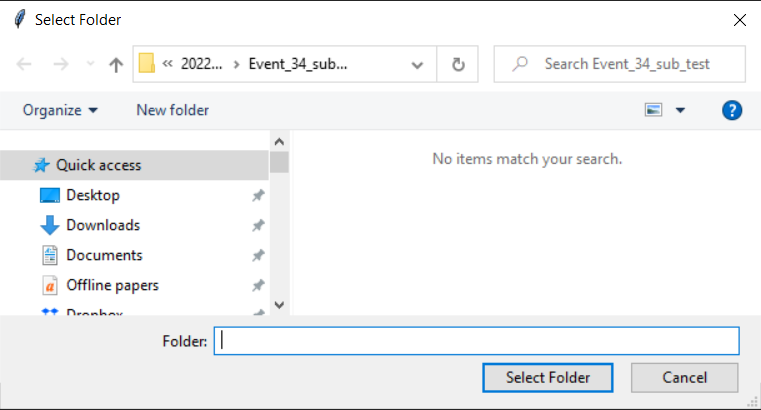 Select Folder
« 2022... › Event_34_sub...
Search Event_34_sub_test
Organize
New folder
?
Quick access
No items match your search.
Desktop
Downloads
Documents
Offline papers
Dropbox
Folder:
Select Folder
Cancel